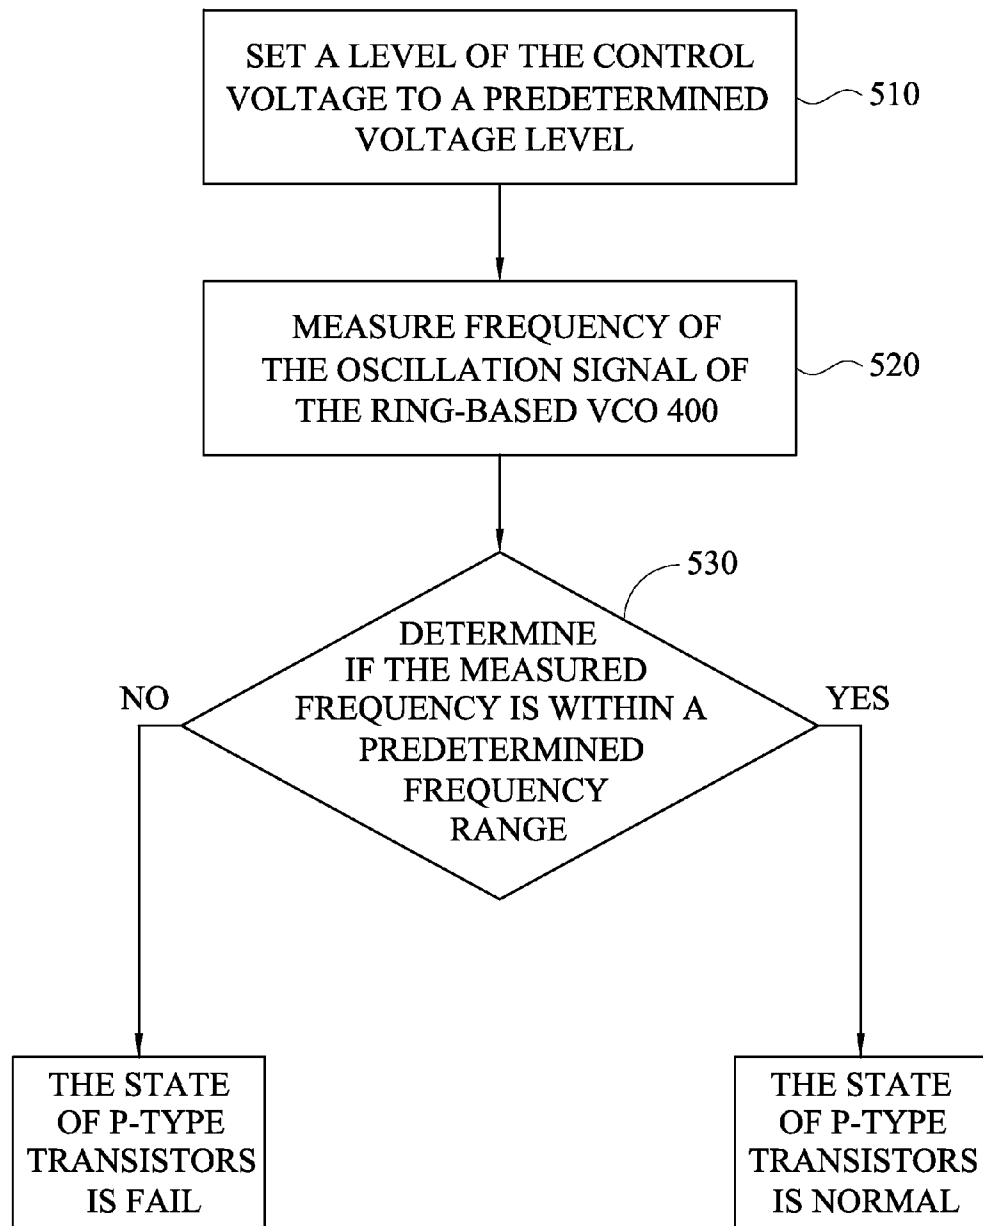 SET A LEVEL OF THE CONTROL
VOLTAGE TO A PREDETERMINED
VOLTAGE LEVEL
510
MEASURE FREQUENCY OF
THE OSCILLATION SIGNAL OF
THE RING-BASED VCO 400
520
530
DETERMINE
IF THE MEASURED
FREQUENCY IS WITHIN A
PREDETERMINED
FREQUENCY
RANGE
NO
YES
THE STATE
OF P-TYPE
TRANSISTORS
IS FAIL
THE STATE
OF P-TYPE
TRANSISTORS
IS NORMAL